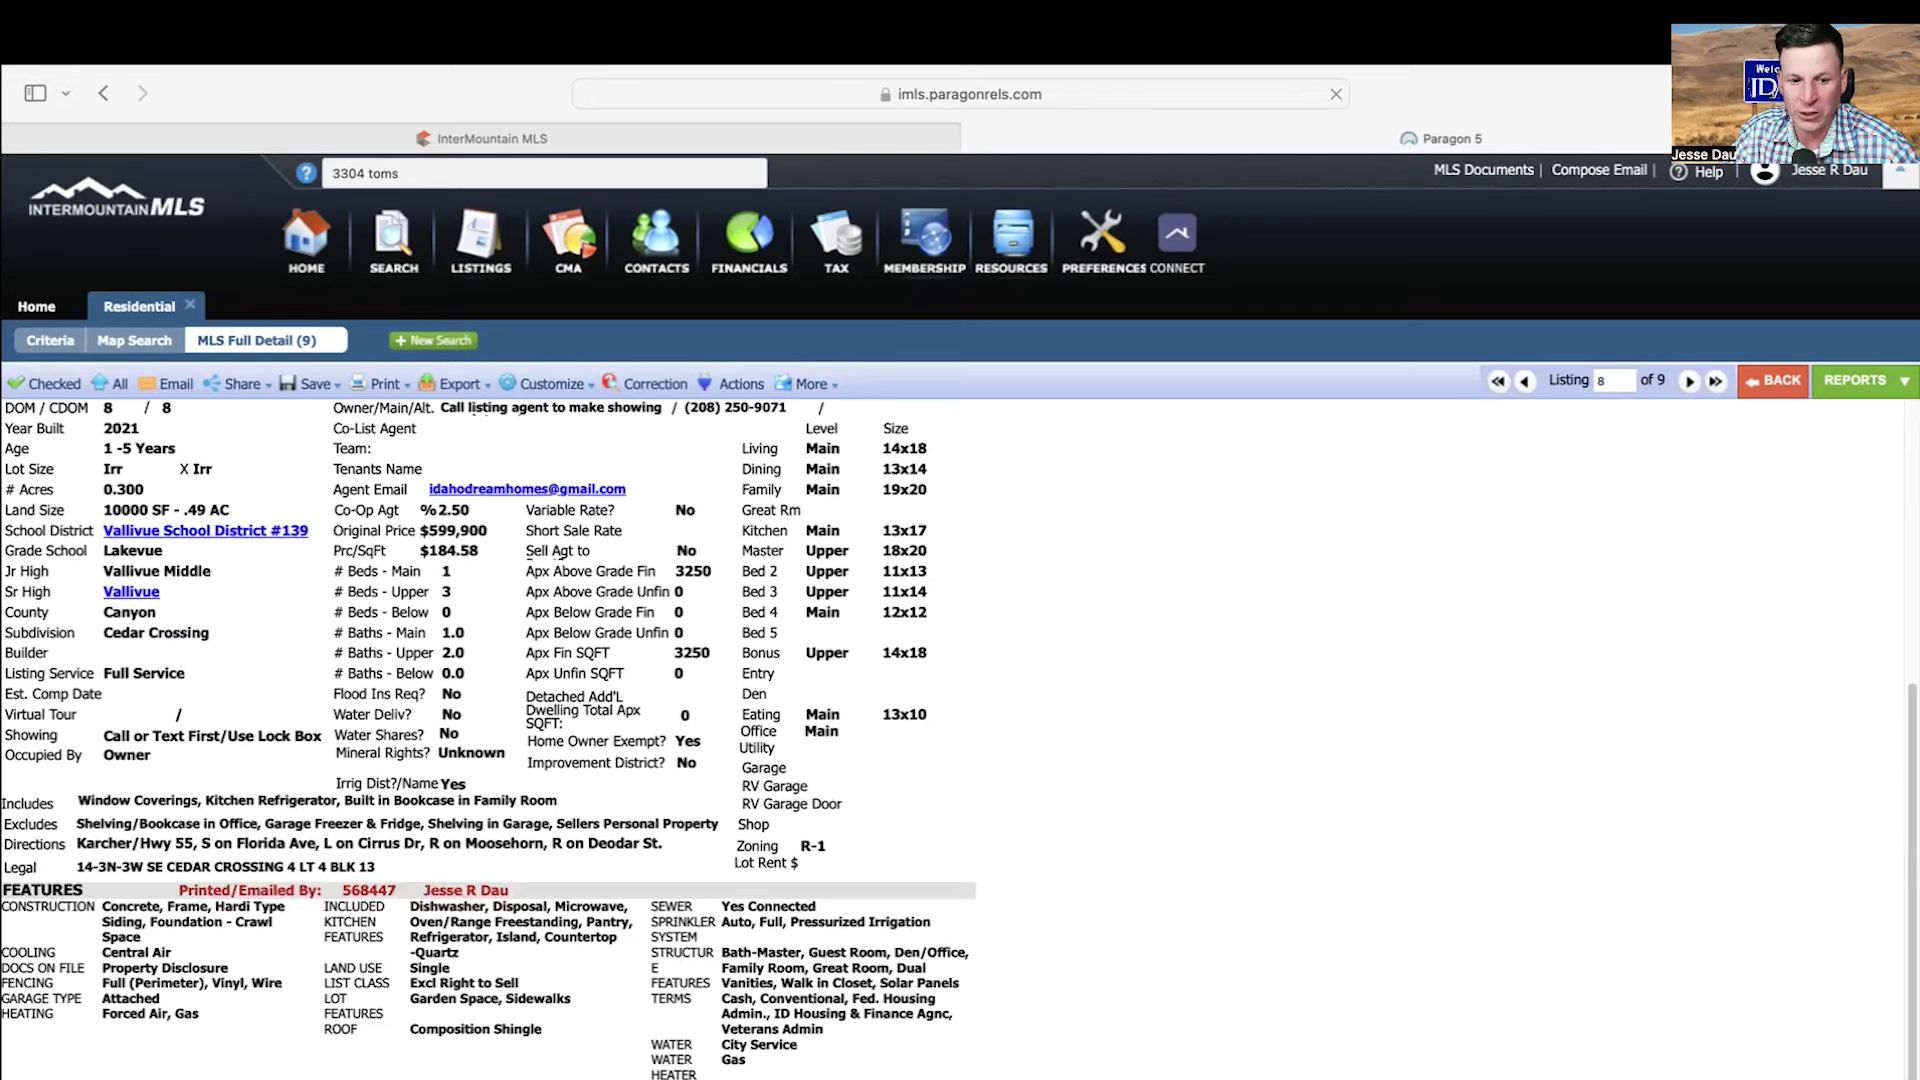 imls.paragonrels.com
InterMountain MLS
Paragon 5
Welc
ID
Jesse Dau
3304 toms
MLS Documents | Compose Email | Help | Jesse R Dau
INTERMOUNTAIN MLS
HOME SEARCH LISTINGS CMA CONTACTS FINANCIALS TAX MEMBERSHIP RESOURCES PREFERENCES CONNECT
Home Residential
Criteria Map Search MLS Full Detail (9) + New Search
Checked All Email Share Save Print Export Customize Correction Actions More Listing 8 of 9 BACK REPORTS
DOM / CDOM 8 / 8 Owner/Main/Alt. Call listing agent to make showing / (208) 250-9071 /
Year Built 2021 Co-List Agent Level Size
Age 1 -5 Years Team: Living Main 14x18
Lot Size Irr X Irr Tenants Name Dining Main 13x14
# Acres 0.300 Agent Email idahodreamhomes@gmail.com Family Main 19x20
Land Size 10000 SF - .49 AC Co-Op Agt %2.50 Variable Rate? No Great Rm
School District Vallivue School District #139 Original Price $599,900 Short Sale Rate Kitchen Main 13x17
Grade School Lakevue Prc/SqFt $184.58 Sell Agt to No Master Upper 18x20
Jr High Vallivue Middle # Beds - Main 1 Apx Above Grade Fin 3250 Bed 2 Upper 11x13
Sr High Vallivue # Beds - Upper 3 Apx Above Grade Unfin 0 Bed 3 Upper 11x14
County Canyon # Beds - Below 0 Apx Below Grade Fin 0 Bed 4 Main 12x12
Subdivision Cedar Crossing # Baths - Main 1.0 Apx Below Grade Unfin 0 Bed 5
Builder # Baths - Upper 2.0 Apx Fin SQFT 3250 Bonus Upper 14x18
Listing Service Full Service # Baths - Below 0.0 Apx Unfin SQFT 0 Entry
Est. Comp Date Flood Ins Req? No Detached Add'L Den
Virtual Tour / Water Deliv? No Dwelling Total Apx SQFT: 0 Eating Main 13x10
Showing Call or Text First/Use Lock Box Water Shares? No Home Owner Exempt? Yes Office Main
Occupied By Owner Mineral Rights? Unknown Improvement District? No Utility
Garage
Irrig Dist?/Name Yes RV Garage
Includes Window Coverings, Kitchen Refrigerator, Built in Bookcase in Family Room RV Garage Door
Excludes Shelving/Bookcase in Office, Garage Freezer & Fridge, Shelving in Garage, Sellers Personal Property Shop
Directions Karcher/Hwy 55, S on Florida Ave, L on Cirrus Dr, R on Moosehorn, R on Deodar St. Zoning R-1
Legal 14-3N-3W SE CEDAR CROSSING 4 LT 4 BLK 13 Lot Rent $
FEATURES Printed/Emailed By: 568447 Jesse R Dau
CONSTRUCTION Concrete, Frame, Hardi Type INCLUDED Dishwasher, Disposal, Microwave, SEWER Yes Connected
Siding, Foundation - Crawl KITCHEN Oven/Range Freestanding, Pantry, SPRINKLER Auto, Full, Pressurized Irrigation
Space FEATURES Refrigerator, Island, Countertop SYSTEM
COOLING Central Air -Quartz STRUCTUR Bath-Master, Guest Room, Den/Office,
DOCS ON FILE Property Disclosure LAND USE Single E Family Room, Great Room, Dual
FENCING Full (Perimeter), Vinyl, Wire LIST CLASS Excl Right to Sell FEATURES Vanities, Walk in Closet, Solar Panels
GARAGE TYPE Attached LOT Garden Space, Sidewalks TERMS Cash, Conventional, Fed. Housing
HEATING Forced Air, Gas FEATURES Admin., ID Housing & Finance Agnc,
ROOF Composition Shingle Veterans Admin
WATER City Service
WATER Gas
HEATER